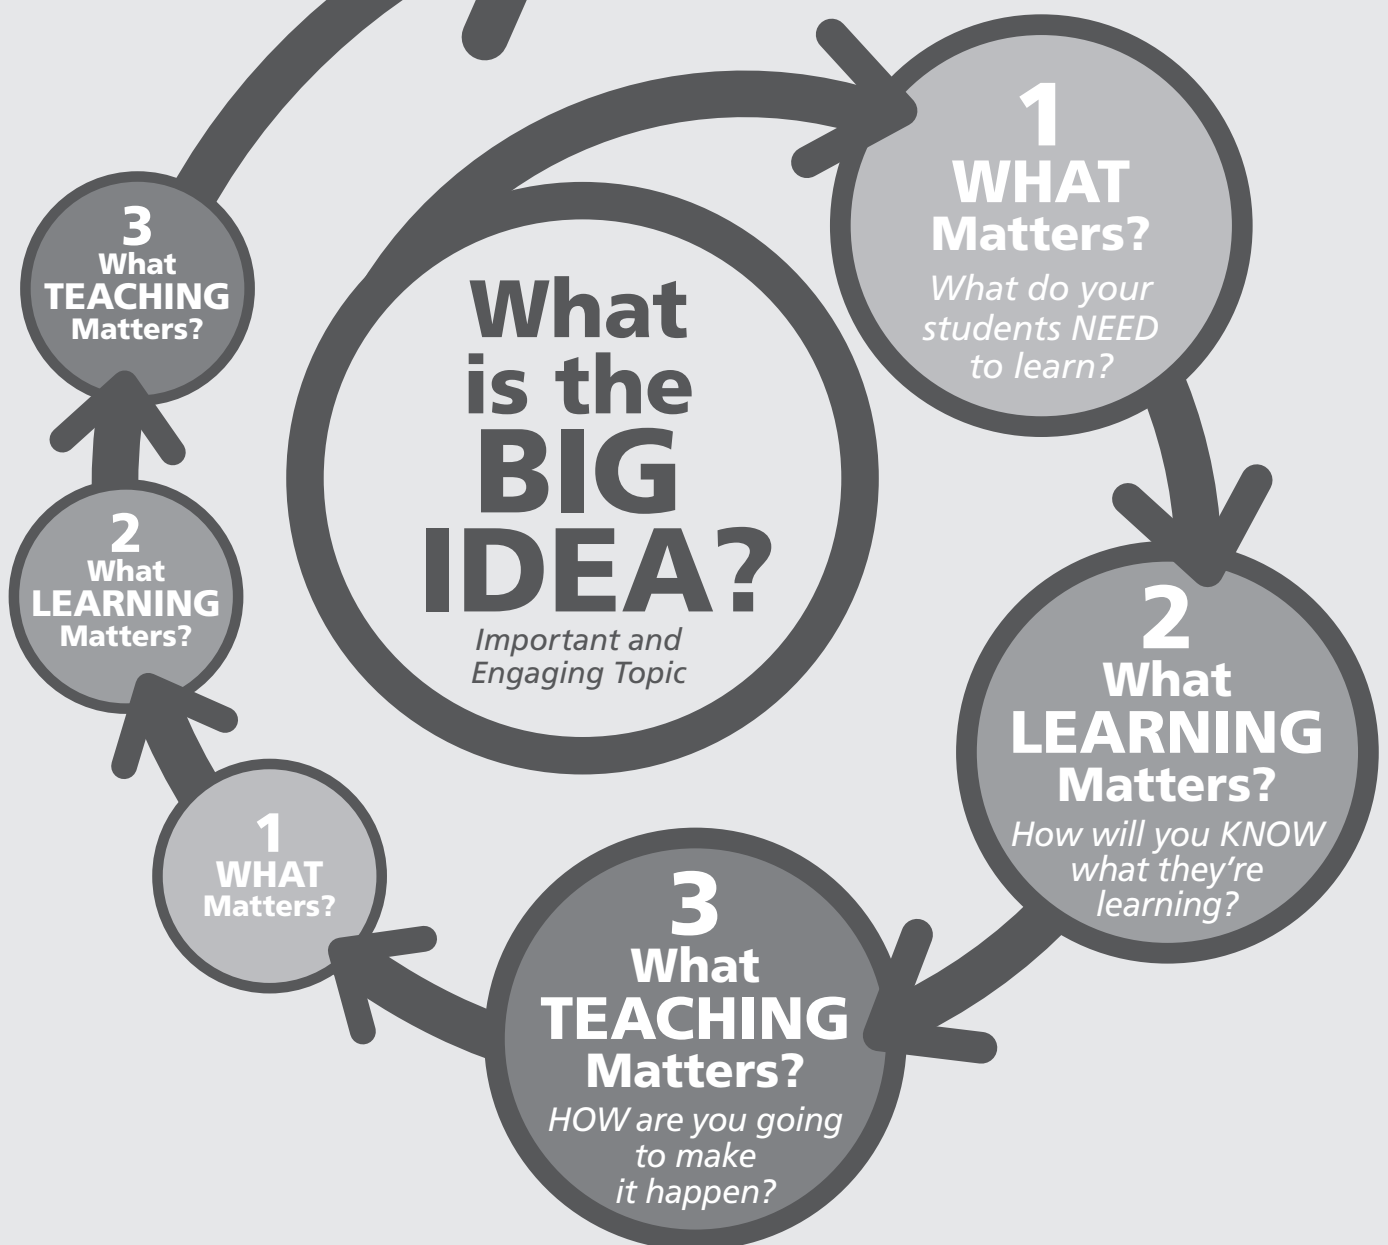 What
is the
BIG
IDEA?
Important and
Engaging Topic
1
WHAT
Matters?
What do your
students NEED
to learn?
2
What
LEARNING
Matters?
How will you KNOW
what they're
learning?
3
What
TEACHING
Matters?
HOW are you going
to make
it happen?
1
WHAT
Matters?
2
What
LEARNING
Matters?
3
What
TEACHING
Matters?